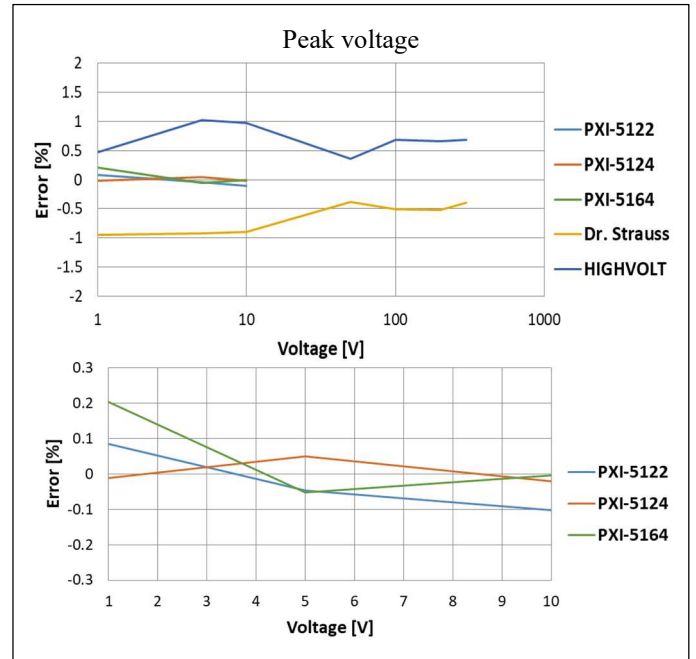 Peak voltage
2
1.5
1
0.5
0
-0.5
-1
-1.5
-2
Error [%]
1 10 100 1000
Voltage [V]
PXI-5122
PXI-5124
PXI-5164
Dr. Strauss
HIGHVOLT
0.3
0.2
0.1
0
-0.1
-0.2
-0.3
Error [%]
1 2 3 4 5 6 7 8 9 10
Voltage [V]
PXI-5122
PXI-5124
PXI-5164